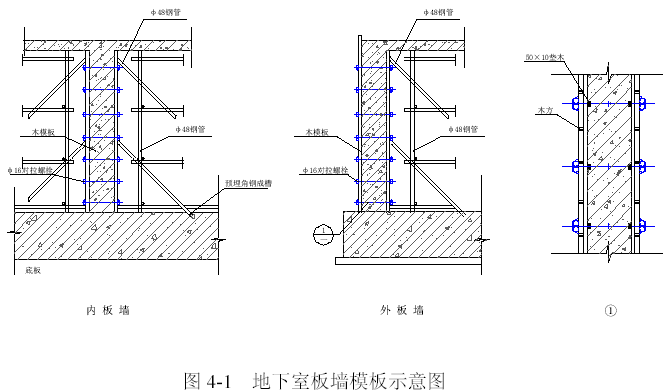 φ48钢管
φ48钢管
50×10垫木
木方
木模板
φ48钢管
木模板
φ48钢管
φ16对拉螺栓
预埋角钢成槽
φ16对拉螺栓
1
底板
内板墙
外板墙
①
图 4-1 地下室板墙模板示意图